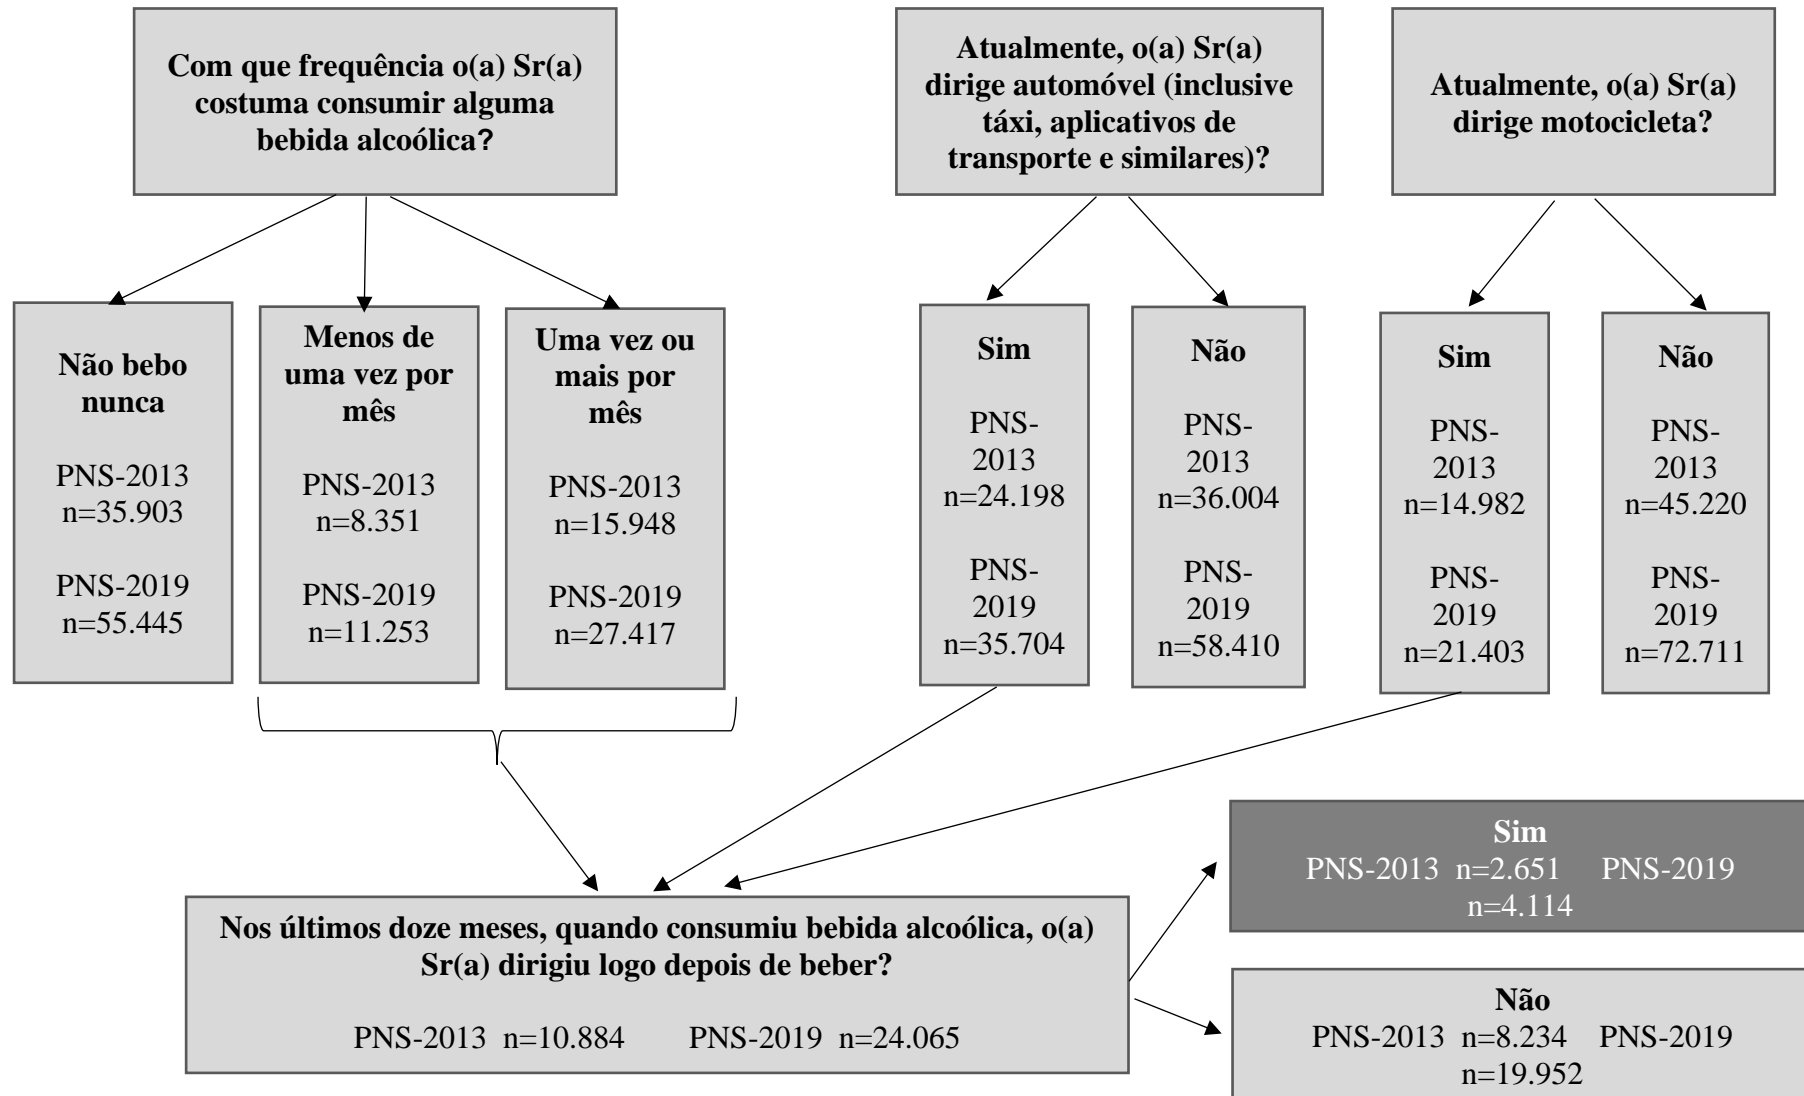 Com que frequência o(a) Sr(a)
costuma consumir alguma
bebida alcoólica?
Atualmente, o(a) Sr(a)
dirige automóvel (inclusive
táxi, aplicativos de
transporte e similares)?
Atualmente, o(a) Sr(a)
dirige motocicleta?
Não bebo
nunca
PNS-2013
n=35.903
PNS-2019
n=55.445
Menos de
uma vez por
mês
PNS-2013
n=8.351
PNS-2019
n=11.253
Uma vez ou
mais por
mês
PNS-2013
n=15.948
PNS-2019
n=27.417
Sim
PNS-
2013
n=24.198
PNS-
2019
n=35.704
Não
PNS-
2013
n=36.004
PNS-
2019
n=58.410
Sim
PNS-
2013
n=14.982
PNS-
2019
n=21.403
Não
PNS-
2013
n=45.220
PNS-
2019
n=72.711
Nos últimos doze meses, quando consumiu bebida alcoólica, o(a)
Sr(a) dirigiu logo depois de beber?
PNS-2013 n=10.884 PNS-2019 n=24.065
Sim
PNS-2013 n=2.651 PNS-2019
n=4.114
Não
PNS-2013 n=8.234 PNS-2019
n=19.952